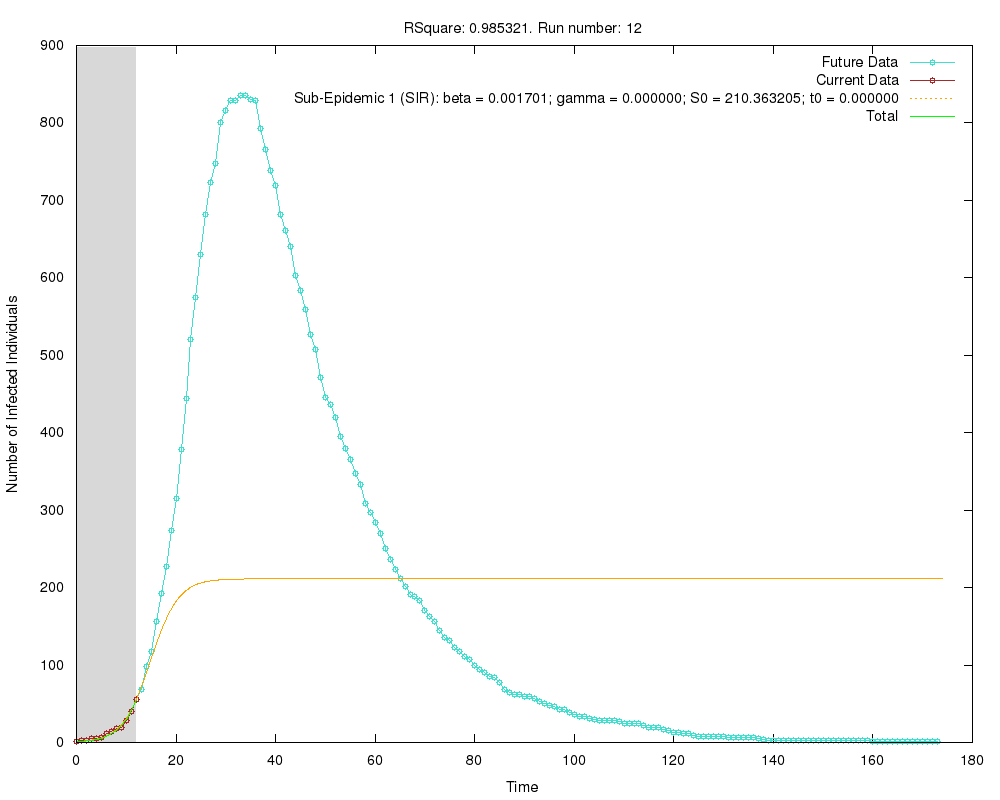 RSquare: 0.985321. Run number: 12
Future Data
Current Data
Sub-Epidemic 1 (SIR): beta = 0.001701; gamma = 0.000000; S0 = 210.363205; t0 = 0.000000
Total
900
800
700
600
500
400
300
200
100
0
Number of Infected Individuals
0 20 40 60 80 100 120 140 160 180
Time